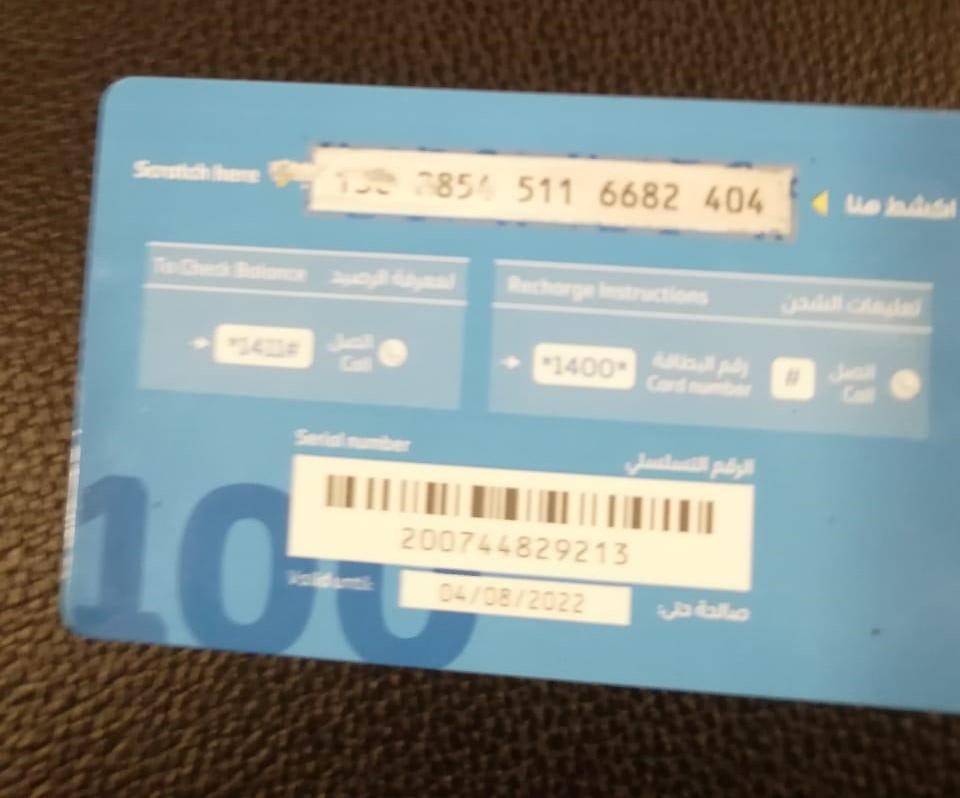 Scratch here
511 6682 404
اكشط هنا
To Check Balance لمعرفة الرصيد
*1411#
اتصل
Call
Recharge Instructions تعليمات الشحن
*1400*
رقم البطاقة
Card number
#
اتصل
Call
Serial number الرقم التسلسلي
200744829213
Valid until: 04/08/2022 صالحة حتى:
100